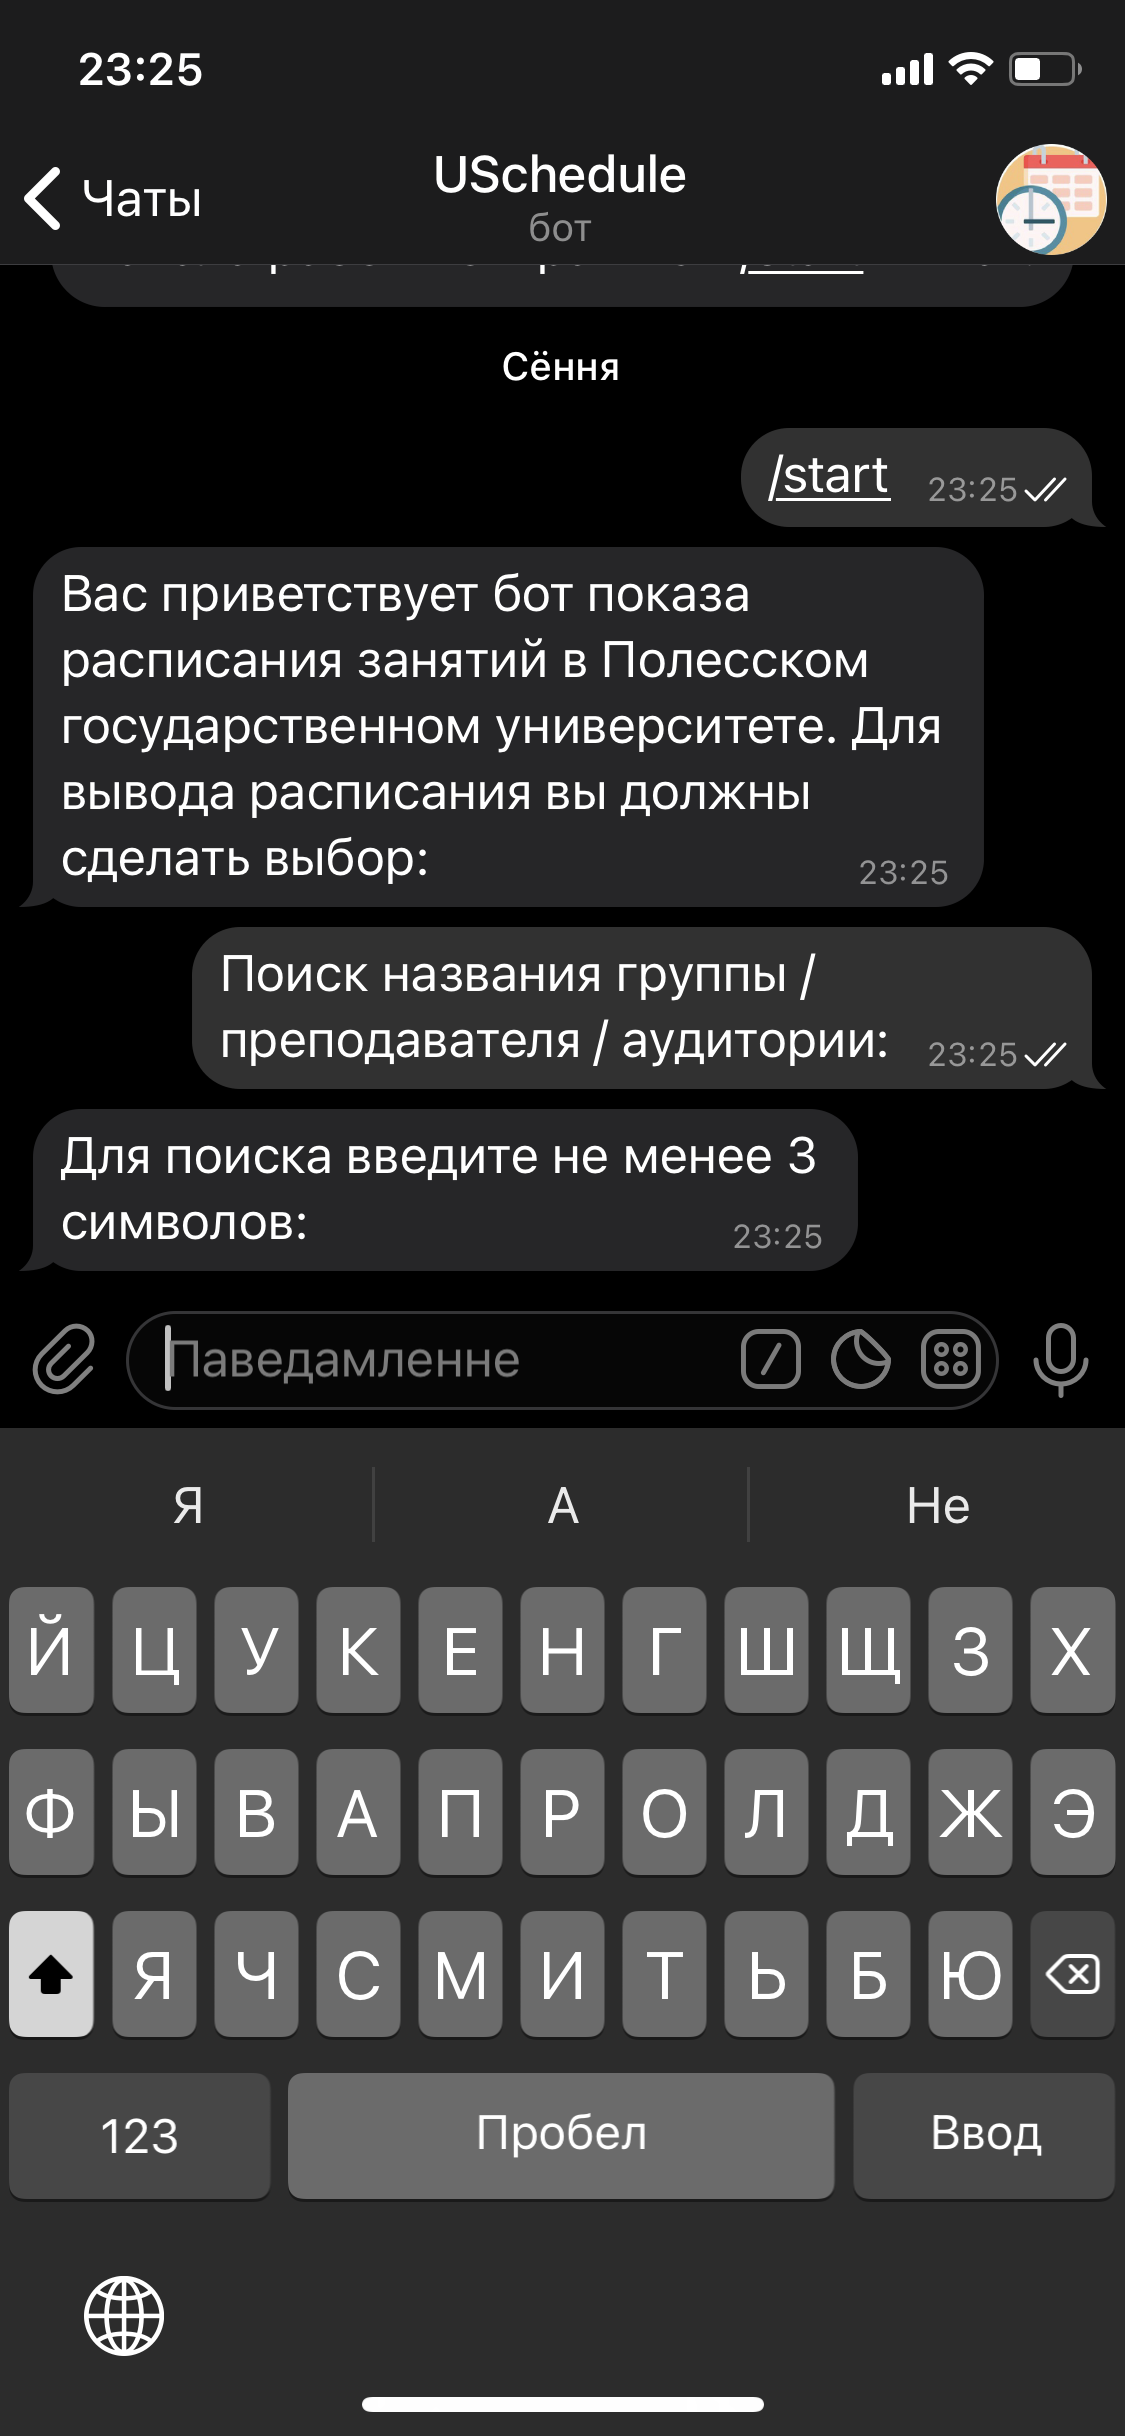 23:25
Чаты
USchedule
бот
/start
Сёння
/start 23:25
Вас приветствует бот показа
расписания занятий в Полесском
государственном университете. Для
вывода расписания вы должны
сделать выбор:
23:25
Поиск названия группы /
преподавателя / аудитории: 23:25
Для поиска введите не менее 3
символов:
23:25
Паведамленне
Я А Не
Й Ц У К Е Н Г Ш Щ З Х
Ф Ы В А П Р О Л Д Ж Э
Я Ч С М И Т Ь Б Ю
123 Пробел Ввод